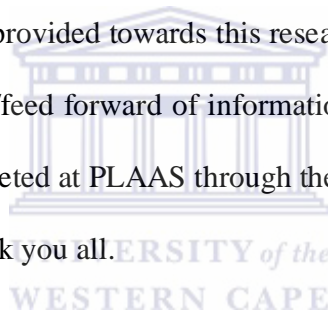 provided towards this resea
feed forward of informatio
eted at PLAAS through the
k you all.
UNIVERSITY of the
WESTERN CAPE